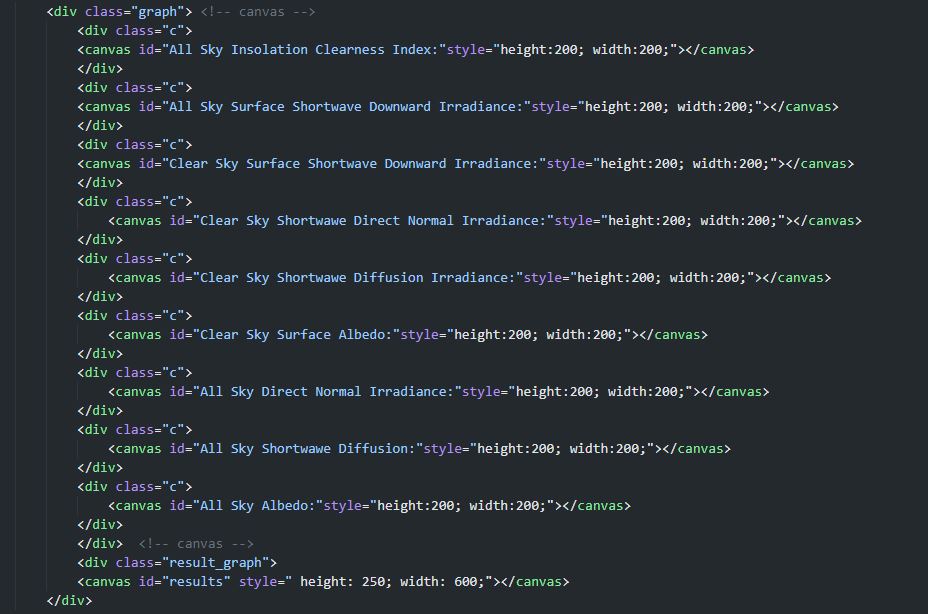 <div class="graph"> <!-- canvas -->
<div class="c">
<canvas id="All Sky Insolation Clearness Index:"style="height:200; width:200;"></canvas>
</div>
<div class="c">
<canvas id="All Sky Surface Shortwave Downward Irradiance:"style="height:200; width:200;"></canvas>
</div>
<div class="c">
<canvas id="Clear Sky Surface Shortwave Downward Irradiance:"style="height:200; width:200;"></canvas>
</div>
<div class="c">
<canvas id="Clear Sky Shortwawe Direct Normal Irradiance:"style="height:200; width:200;"></canvas>
</div>
<div class="c">
<canvas id="Clear Sky Shortwawe Diffusion Irradiance:"style="height:200; width:200;"></canvas>
</div>
<div class="c">
<canvas id="Clear Sky Surface Albedo:"style="height:200; width:200;"></canvas>
</div>
<div class="c">
<canvas id="All Sky Direct Normal Irradiance:"style="height:200; width:200;"></canvas>
</div>
<div class="c">
<canvas id="All Sky Shortwawe Diffusion:"style="height:200; width:200;"></canvas>
</div>
<div class="c">
<canvas id="All Sky Albedo:"style="height:200; width:200;"></canvas>
</div>
</div> <!-- canvas -->
<div class="result_graph">
<canvas id="results" style=" height: 250; width: 600;"></canvas>
</div>